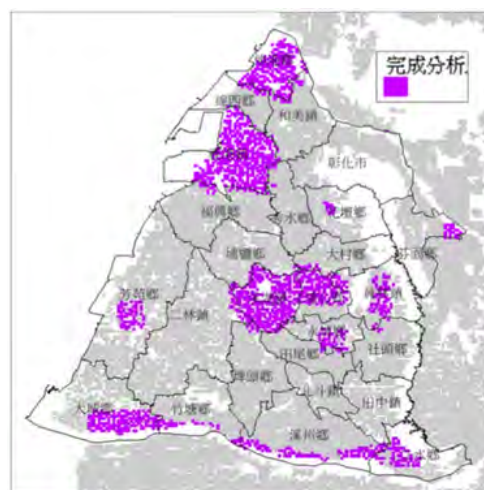 完成分析
線西鄉
和美鎮
彰化市
福興鄉
秀水鄉
花壇鄉
埔鹽鄉
大村鄉
芬園鄉
芳苑鄉
二林鎮
田尾鄉
社頭鄉
埤頭鄉
北斗鎮
田中鎮
大城鄉
竹塘鄉
溪州鄉